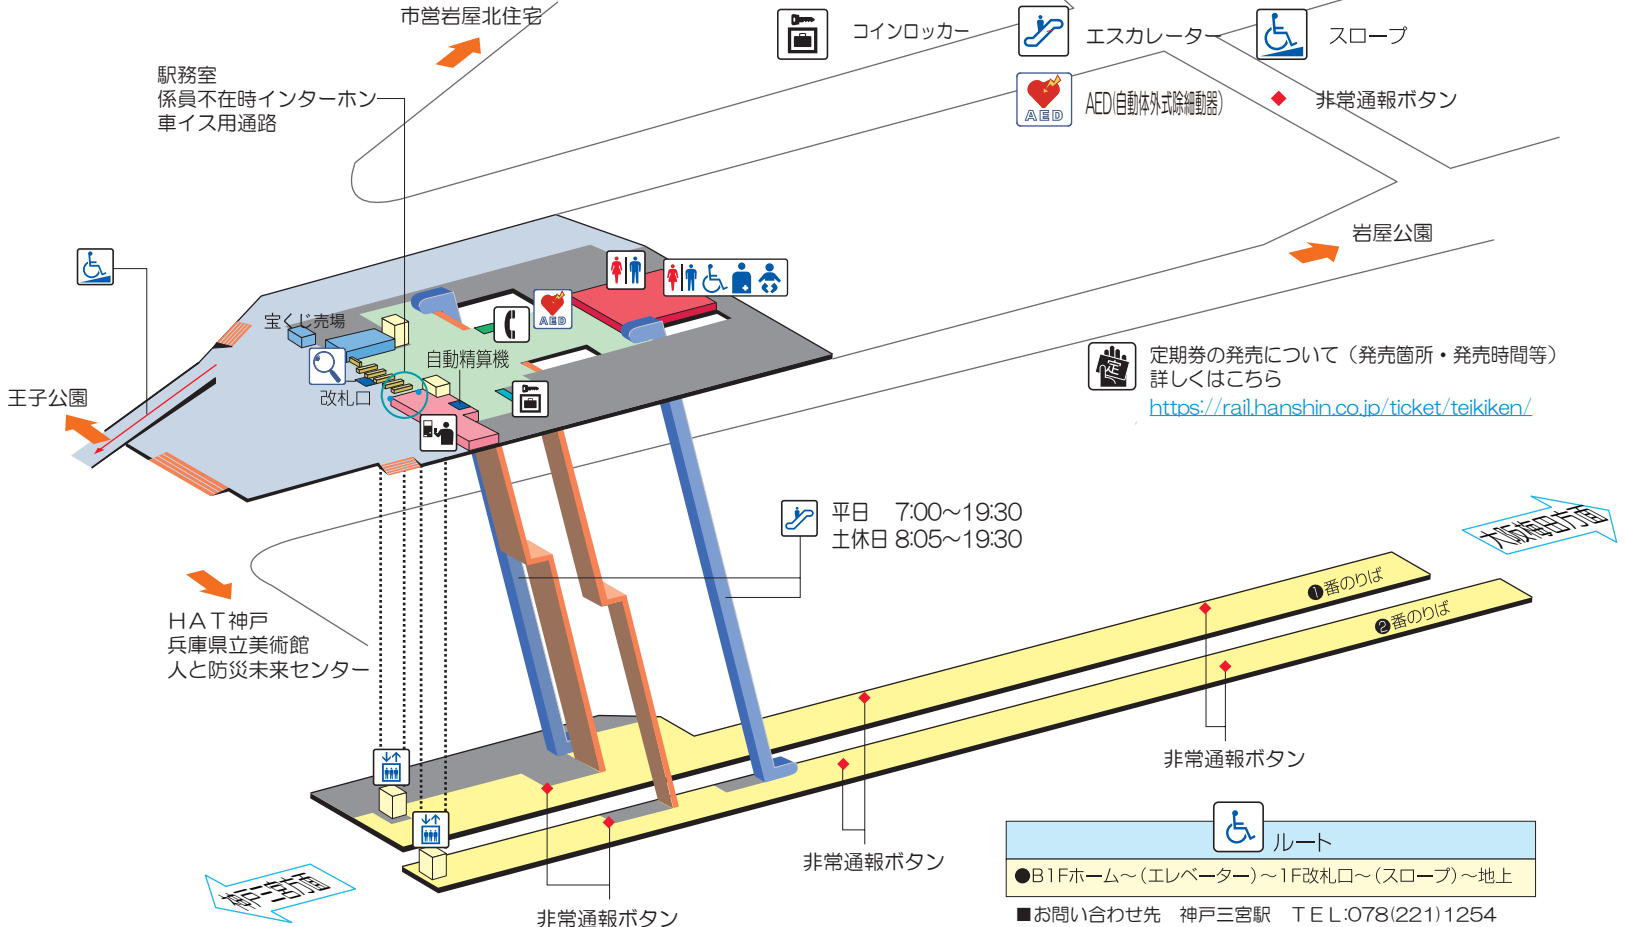 市営岩屋北住宅
コインロッカー
エスカレーター
スロープ
駅務室
係員不在時インターホン
車イス用通路
AED
AED(自動体外式除細動器)
非常通報ボタン
岩屋公園
宝くじ売場
AED
自動精算機
改札口
王子公園
定
定期券の発売について（発売箇所・発売時間等）
詳しくはこちら
https://rail.hanshin.co.jp/ticket/teikiken/
平日 7:00～19:30
土休日 8:05～19:30
大阪梅田方面
❶番のりば
❷番のりば
HAT神戸
兵庫県立美術館
人と防災未来センター
非常通報ボタン
非常通報ボタン
非常通報ボタン
神戸三宮方面
ルート
●B1Fホーム～(エレベーター)～1F改札口～(スロープ)～地上
■お問い合わせ先 神戸三宮駅 TEL:078(221)1254